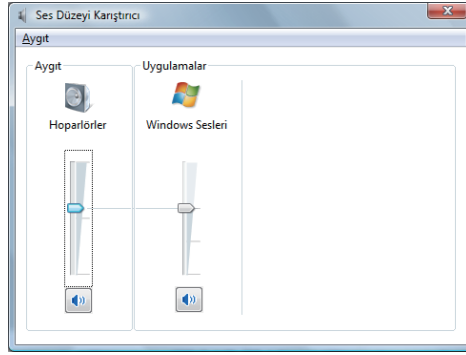 Ses Düzeyi Karıştırıcı
Aygıt
Aygıt
Uygulamalar
Hoparlörler
Windows Sesleri